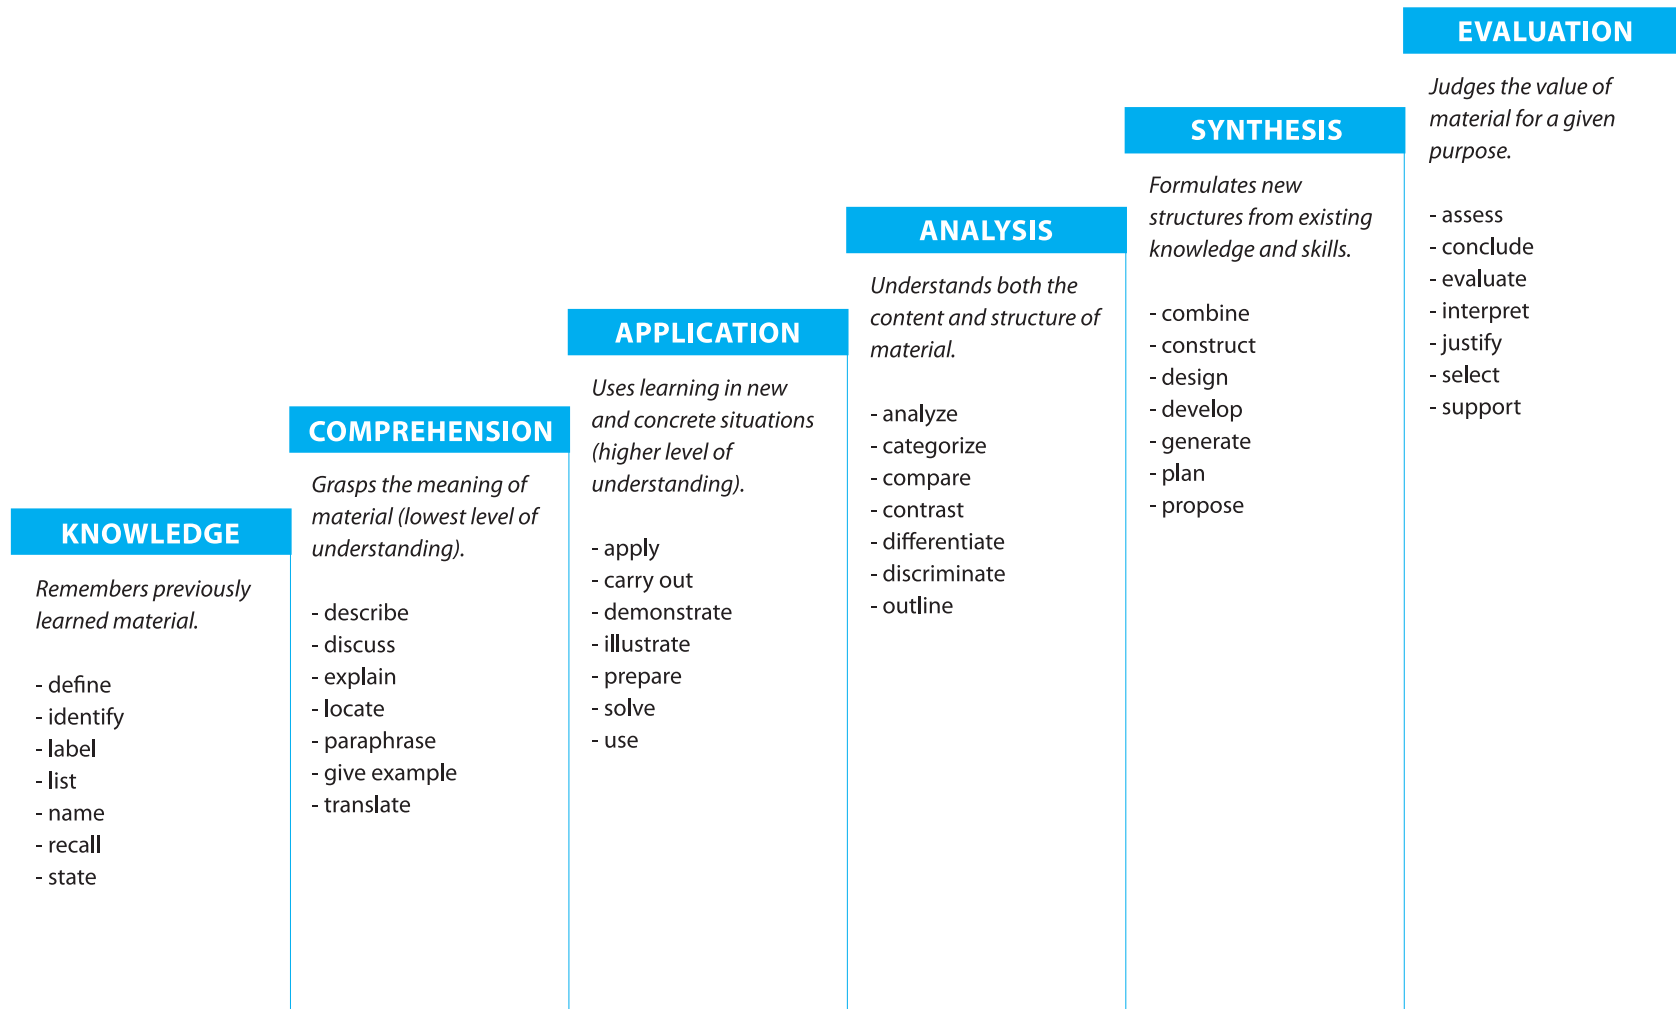 KNOWLEDGE
Remembers previously
learned material.
- define
- identify
- label
- list
- name
- recall
- state
COMPREHENSION
Grasps the meaning of
material (lowest level of
understanding).
- describe
- discuss
- explain
- locate
- paraphrase
- give example
- translate
APPLICATION
Uses learning in new
and concrete situations
(higher level of
understanding).
- apply
- carry out
- demonstrate
- illustrate
- prepare
- solve
- use
ANALYSIS
Understands both the
content and structure of
material.
- analyze
- categorize
- compare
- contrast
- differentiate
- discriminate
- outline
SYNTHESIS
Formulates new
structures from existing
knowledge and skills.
- combine
- construct
- design
- develop
- generate
- plan
- propose
EVALUATION
Judges the value of
material for a given
purpose.
- assess
- conclude
- evaluate
- interpret
- justify
- select
- support